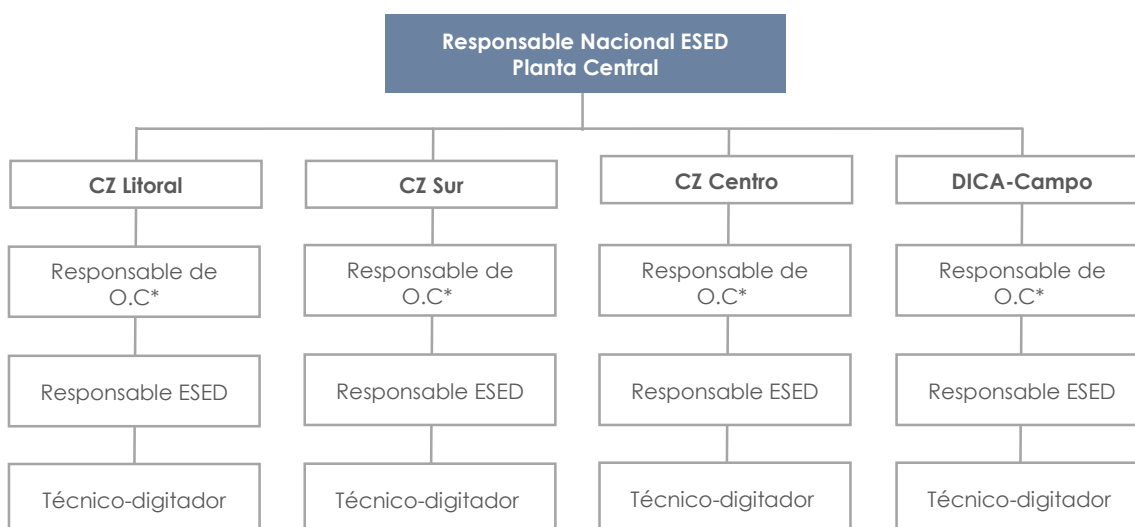 Responsable Nacional ESED
Planta Central
CZ Litoral
CZ Sur
CZ Centro
DICA-Campo
Responsable de
O.C*
Responsable de
O.C*
Responsable de
O.C*
Responsable de
O.C*
Responsable ESED
Responsable ESED
Responsable ESED
Responsable ESED
Técnico-digitador
Técnico-digitador
Técnico-digitador
Técnico-digitador